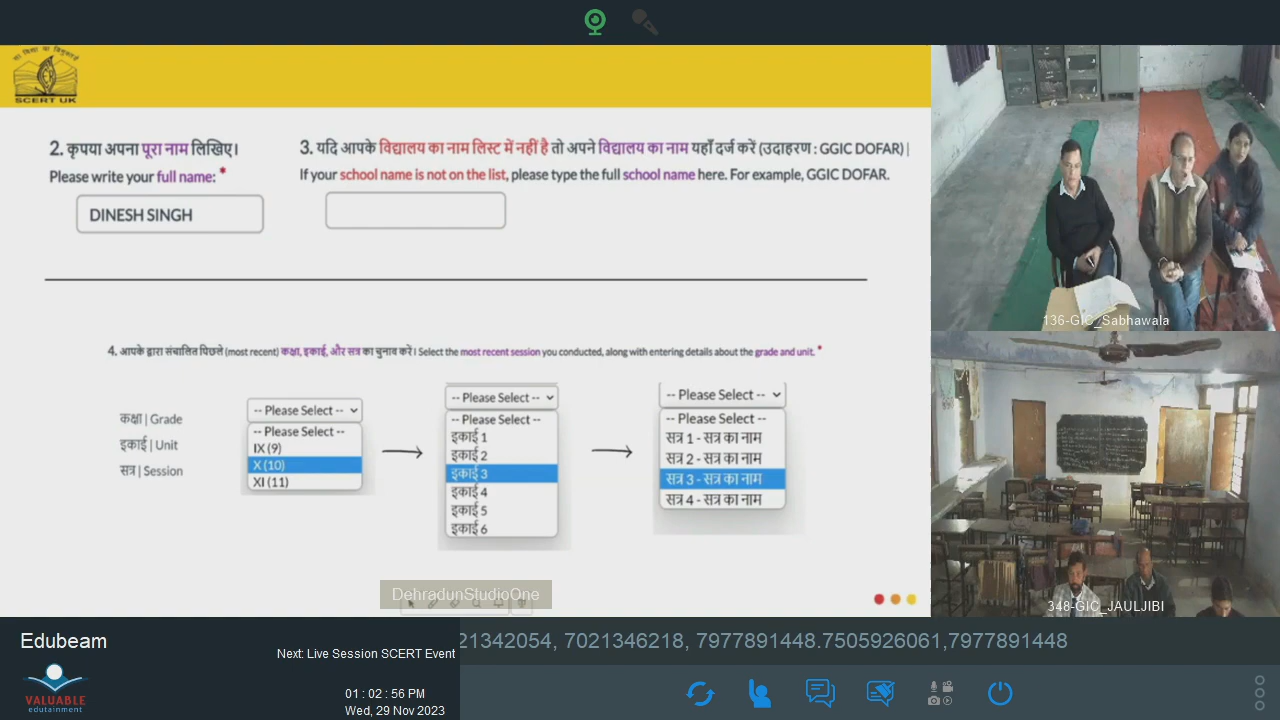 SCERT UK
2. कृपया अपना पूरा नाम लिखिए।
Please write your full name: *
DINESH SINGH
3. यदि आपके विद्यालय का नाम लिस्ट में नहीं है तो अपने विद्यालय का नाम यहाँ दर्ज करें (उदाहरण : GGIC DOFAR) |
If your school name is not on the list, please type the full school name here. For example, GGIC DOFAR.
4. आपके द्वारा संचालित पिछले (most recent) कक्षा, इकाई, और सत्र का चुनाव करें। Select the most recent session you conducted, along with entering details about the grade and unit. *
कक्षा | Grade
इकाई | Unit
सत्र | Session
-- Please Select --
-- Please Select --
IX (9)
X (10)
XI (11)
-- Please Select --
-- Please Select --
इकाई 1
इकाई 2
इकाई 3
इकाई 4
इकाई 5
इकाई 6
-- Please Select --
-- Please Select --
सत्र 1 - सत्र का नाम
सत्र 2 - सत्र का नाम
सत्र 3 - सत्र का नाम
सत्र 4 - सत्र का नाम
DehradunStudioOne
136-GIC_Sabhawala
348-GIC_JAULJIBI
Edubeam
VALUABLE
edutainment
Next: Live Session SCERT Event
01 : 02 : 56 PM
Wed, 29 Nov 2023
21342054, 7021346218, 7977891448.7505926061,7977891448